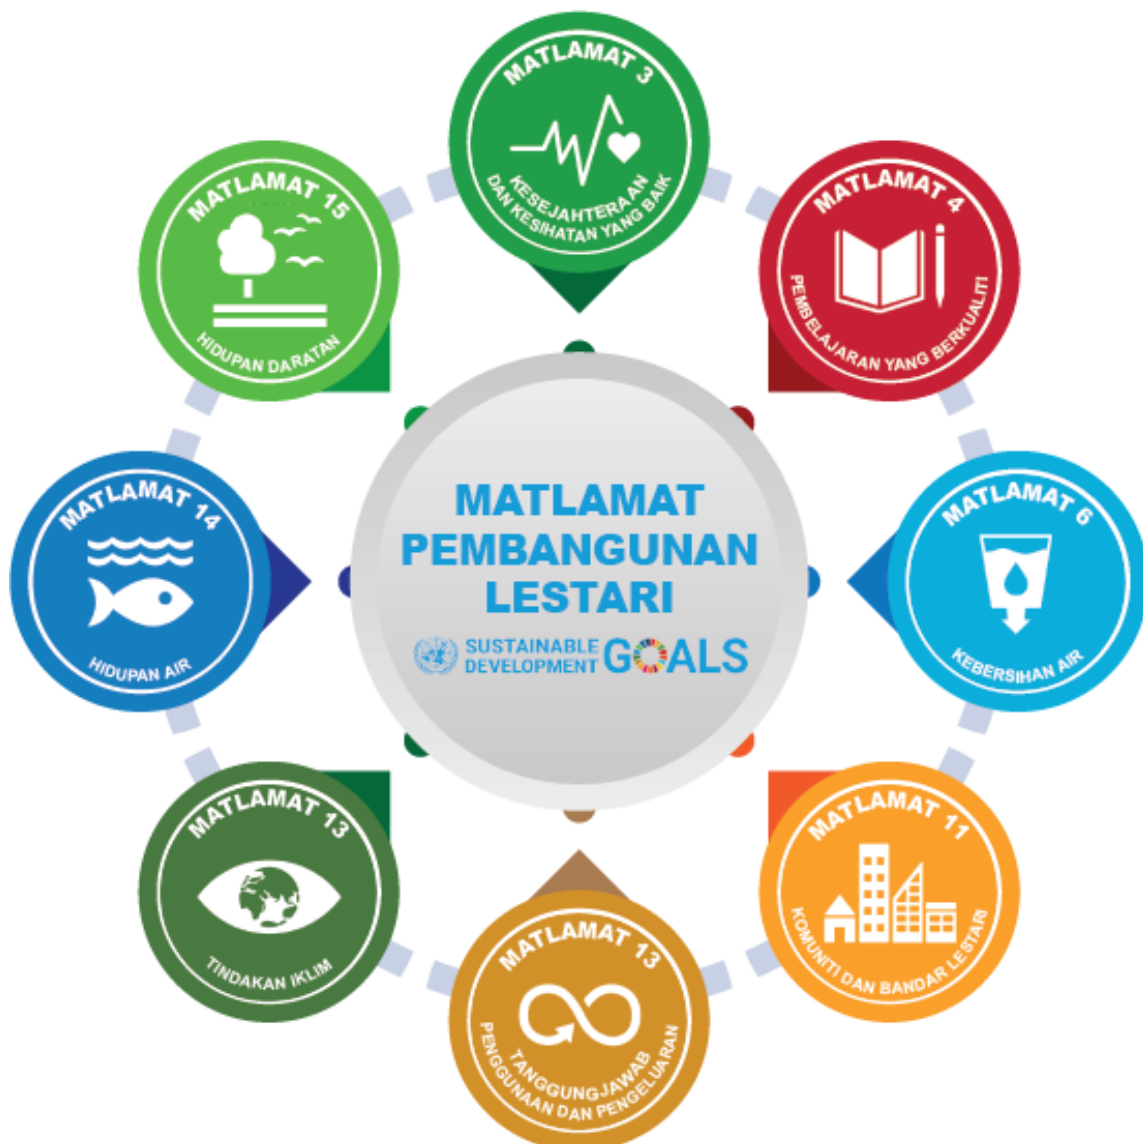 MATLAMAT 3
KESEJAHTERAAN
DAN KESIHATAN YANG BAIK
MATLAMAT 4
PEMBELAJARAN YANG BERKUALITI
MATLAMAT 6
KEBERSIHAN AIR
MATLAMAT 11
KOMUNITI DAN BANDAR LESTARI
MATLAMAT 13
TANGGUNGJAWAB
PENGGUNAAN DAN PENGELUARAN
MATLAMAT 13
TINDAKAN IKLIM
MATLAMAT 14
HIDUPAN AIR
MATLAMAT 15
HIDUPAN DARATAN
MATLAMAT
PEMBANGUNAN
LESTARI
SUSTAINABLE
DEVELOPMENT
GOALS